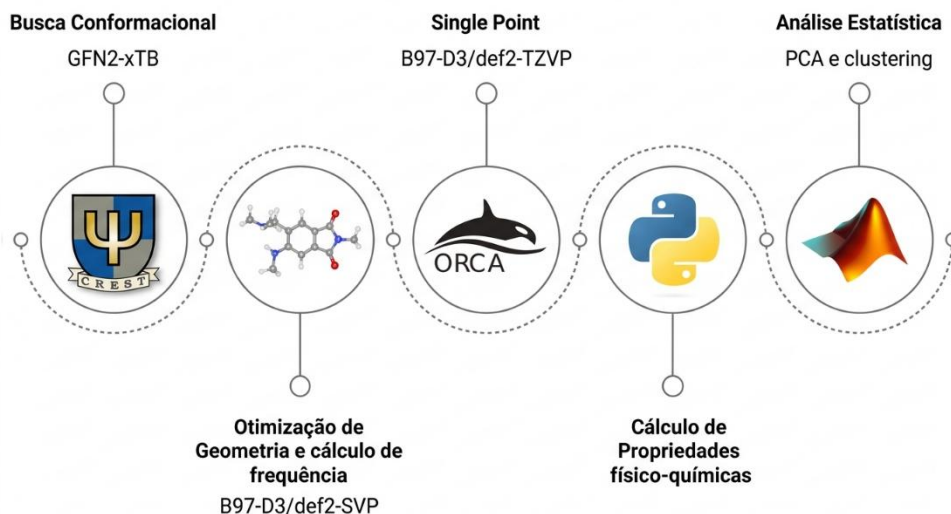 Busca Conformacional
GFN2-xTB
Single Point
B97-D3/def2-TZVP
Análise Estatística
PCA e clustering
CREST
ORCA
Otimização de
Geometria e cálculo de
frequência
B97-D3/def2-SVP
Cálculo de
Propriedades
físico-químicas